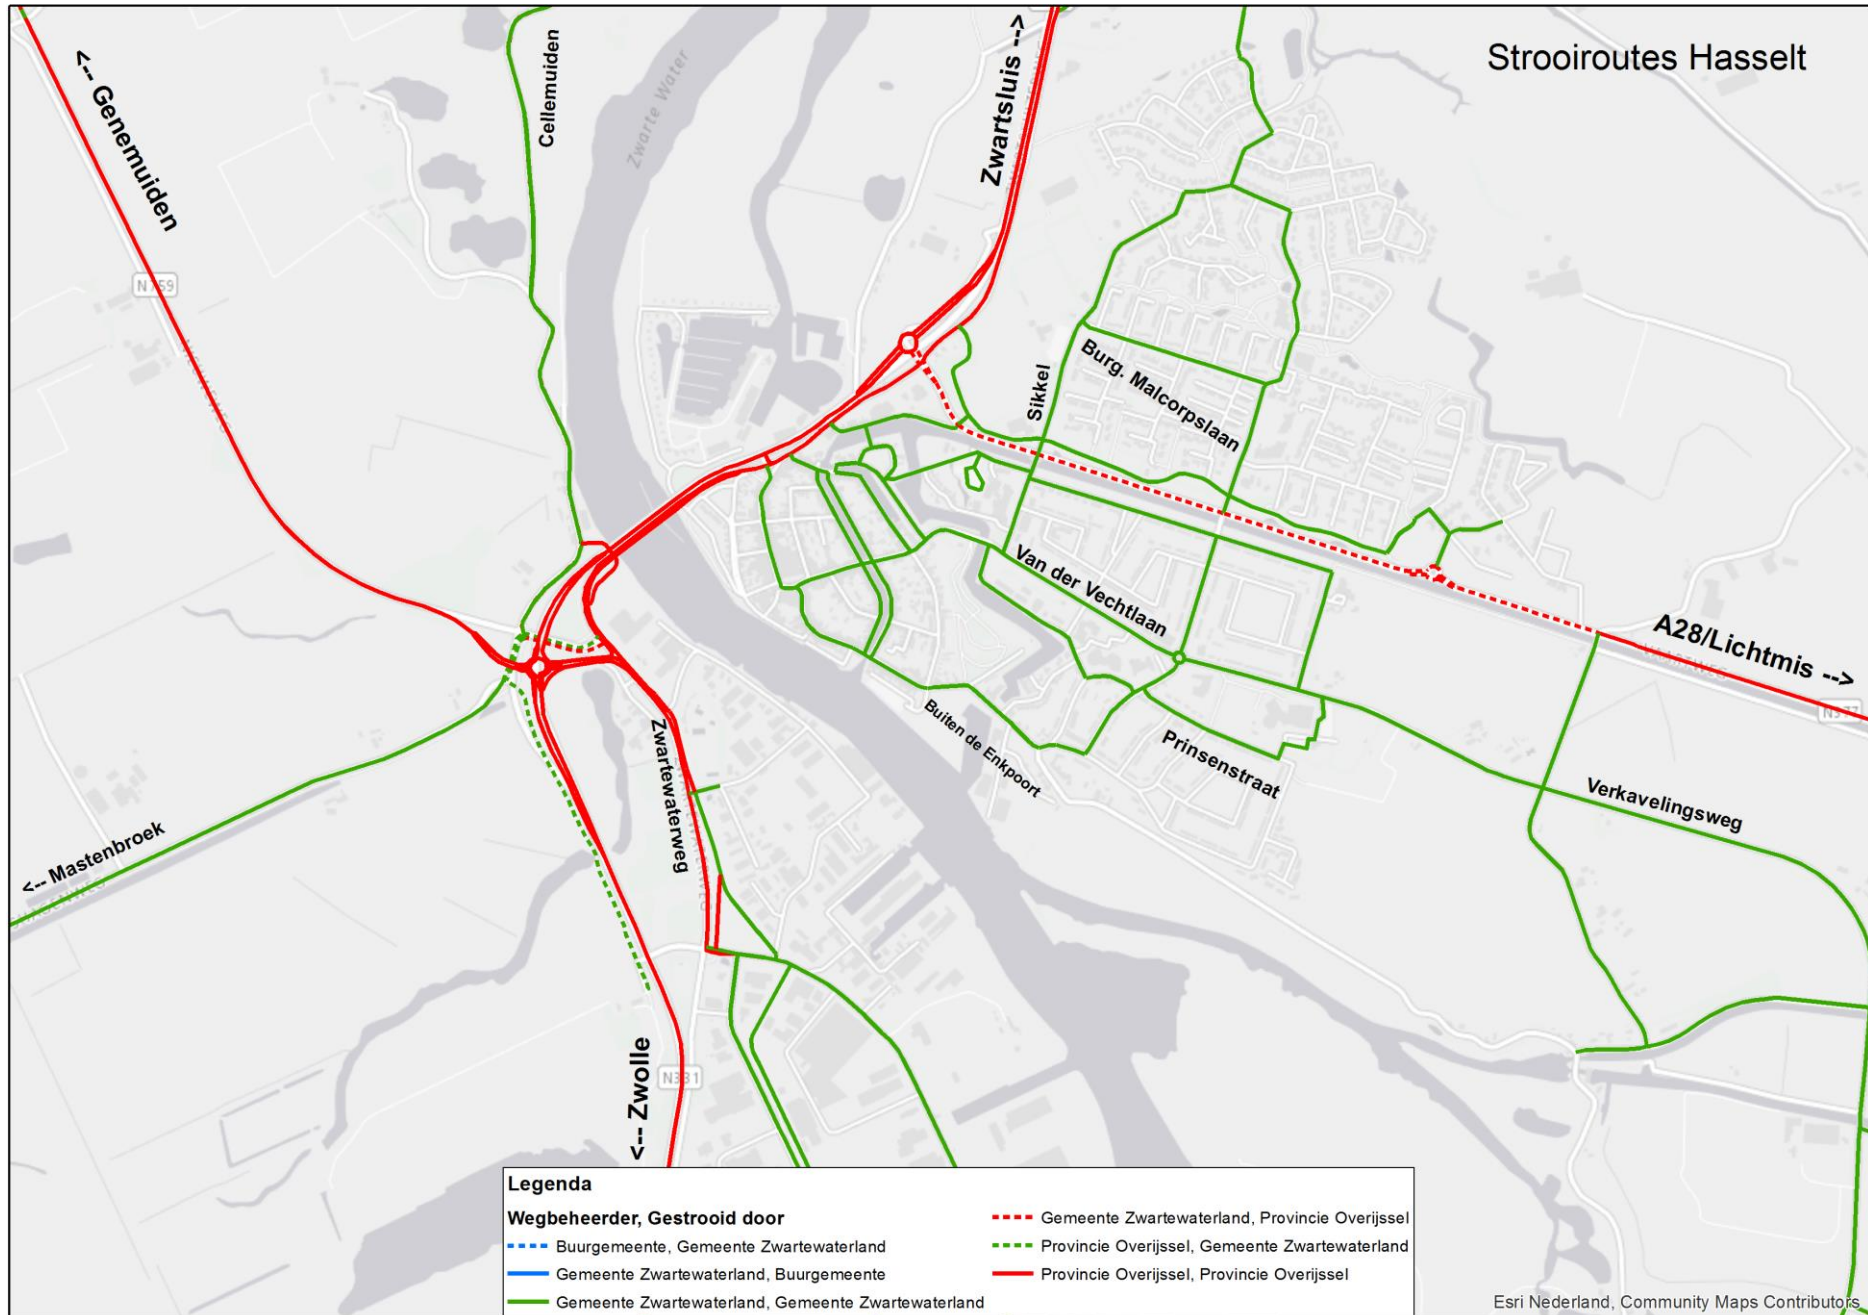 Strooiroutes Hasselt
<-- Genemuiden
Cellemuiden
Zwarte Water
Zwartsluis -->
N759
Sikkel
Burg. Malcorpslaan
Van der Vechtlaan
A28/Lichtmis -->
N377
Zwartewaterweg
Buiten de Enkpoort
Prinsenstraat
Verkavelingsweg
<-- Mastenbroek
<-- Zwolle
N331
Legenda
Wegbeheerder, Gestrooid door
Buurgemeente, Gemeente Zwartewaterland
Gemeente Zwartewaterland, Buurgemeente
Gemeente Zwartewaterland, Gemeente Zwartewaterland
Gemeente Zwartewaterland, Provincie Overijssel
Provincie Overijssel, Gemeente Zwartewaterland
Provincie Overijssel, Provincie Overijssel
Esri Nederland, Community Maps Contributors